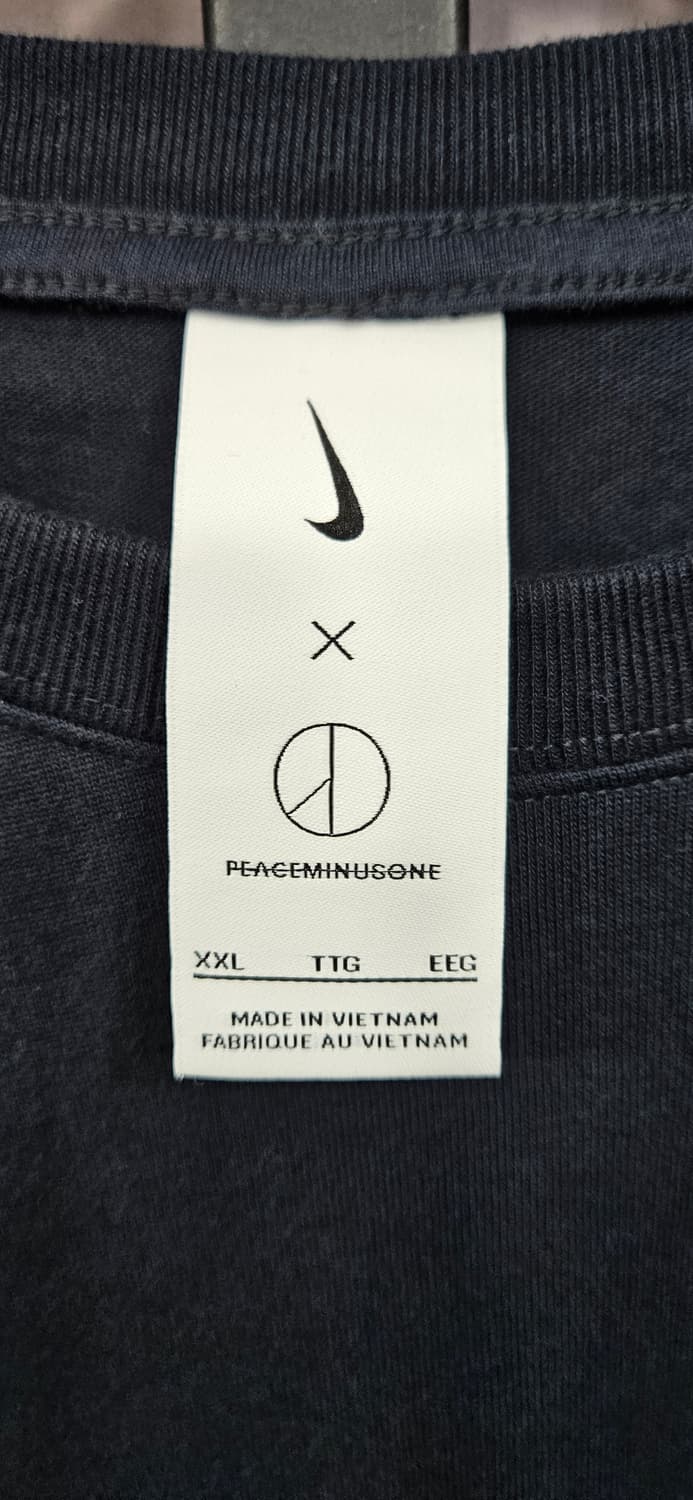 ×
PEACEMINUSONE
XXL TTG EEG
MADE IN VIETNAM
FABRIQUE AU VIETNAM